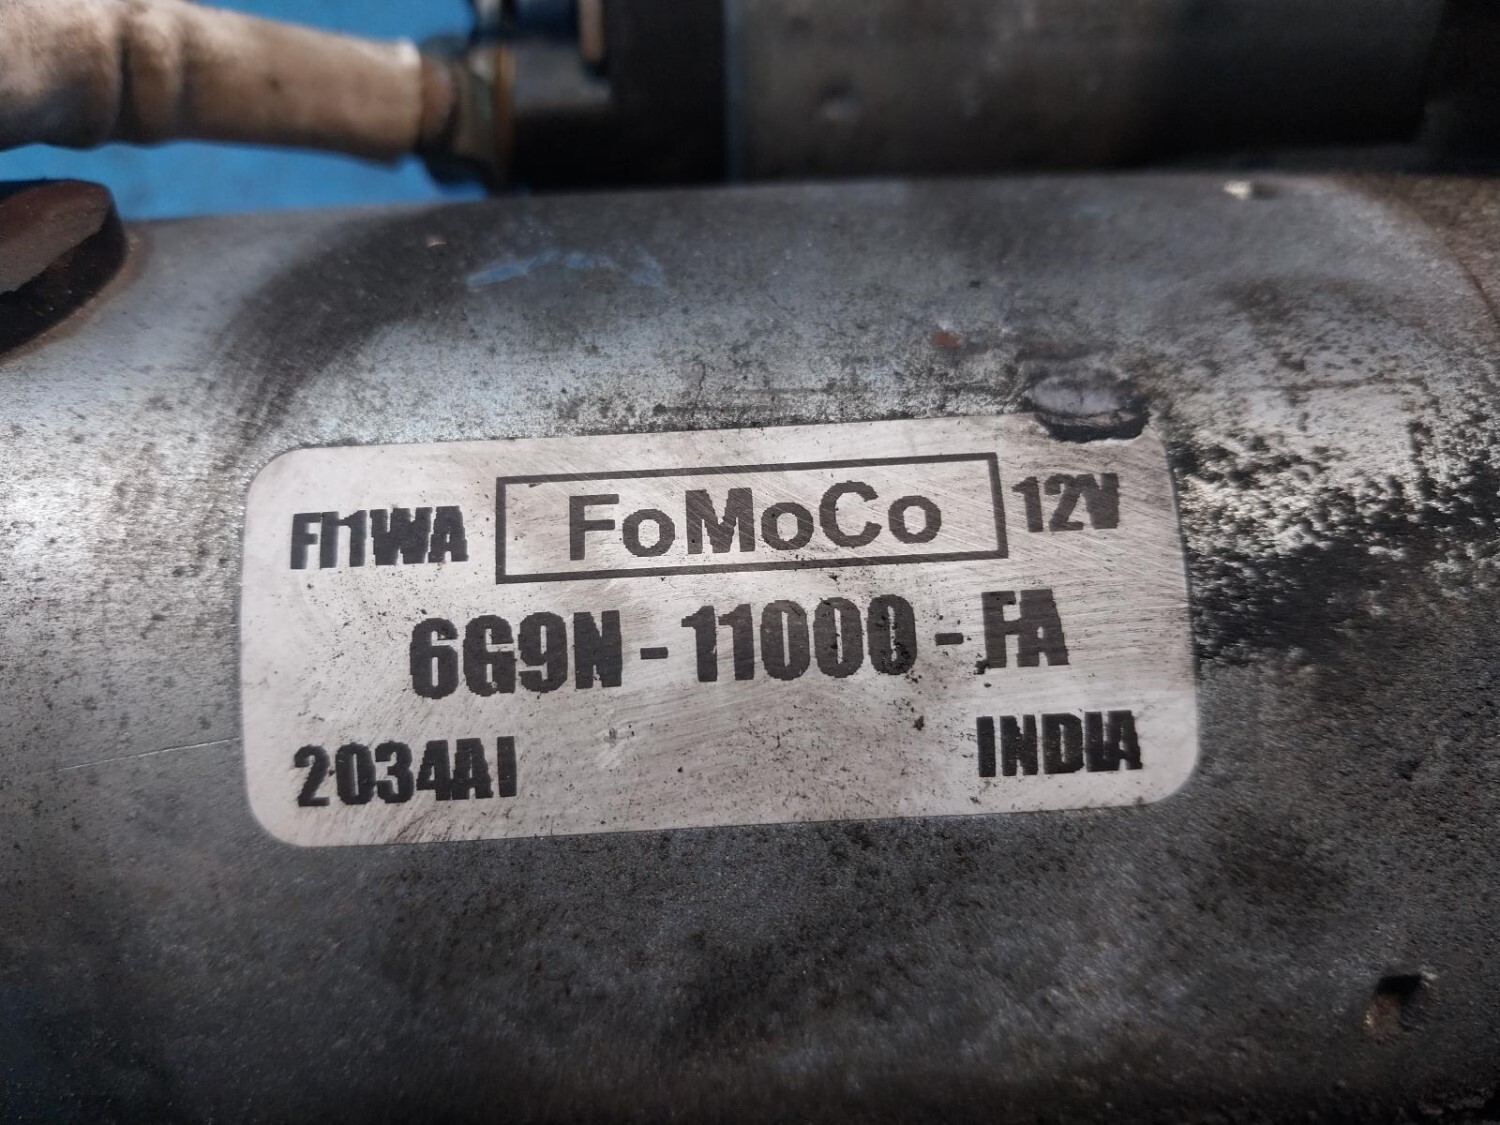 FI1WA FoMoCo 12V
6G9N-11000-FA
2034AI INDIA